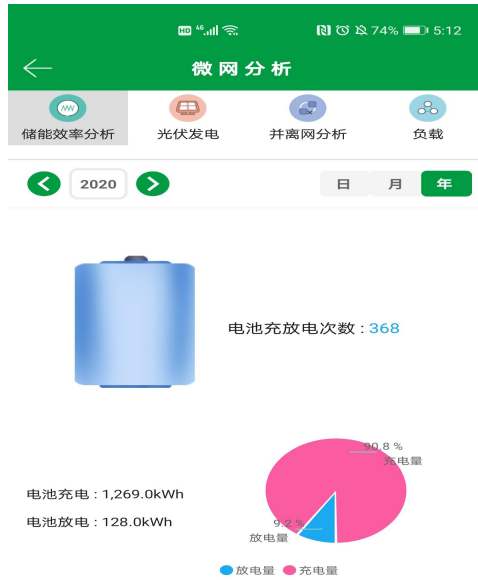 HD 46 74% 5:12
微网分析
储能效率分析 光伏发电 并离网分析 负载
2020 日 月 年
电池充放电次数 : 368
90.8 %
充电量
电池充电 : 1,269.0kWh
电池放电 : 128.0kWh
9.2 %
放电量
放电量 充电量